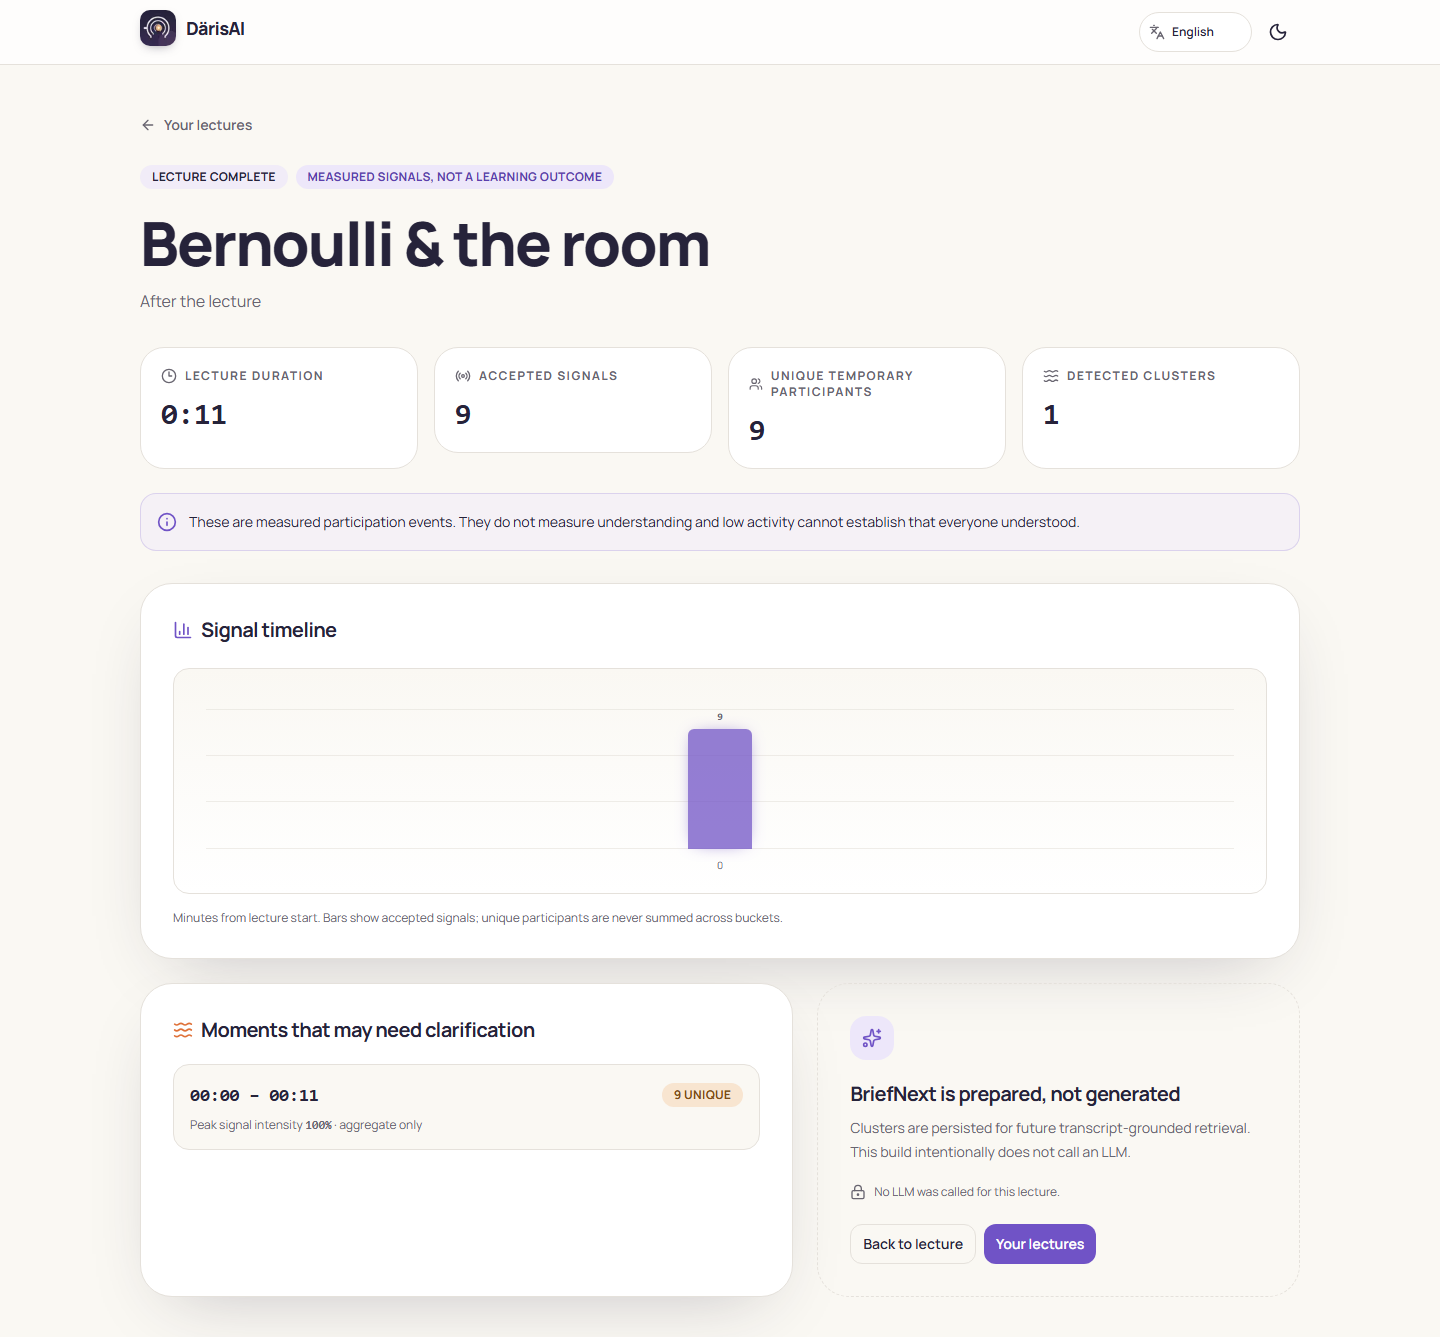 DärisAI
English
Your lectures
LECTURE COMPLETE
MEASURED SIGNALS, NOT A LEARNING OUTCOME
Bernoulli & the room
After the lecture
LECTURE DURATION
0:11
ACCEPTED SIGNALS
9
UNIQUE TEMPORARY
PARTICIPANTS
9
DETECTED CLUSTERS
1
These are measured participation events. They do not measure understanding and low activity cannot establish that everyone understood.
Signal timeline
9
0
Minutes from lecture start. Bars show accepted signals; unique participants are never summed across buckets.
Moments that may need clarification
00:00 – 00:11
9 UNIQUE
Peak signal intensity 100% · aggregate only
BriefNext is prepared, not generated
Clusters are persisted for future transcript-grounded retrieval.
This build intentionally does not call an LLM.
No LLM was called for this lecture.
Back to lecture
Your lectures